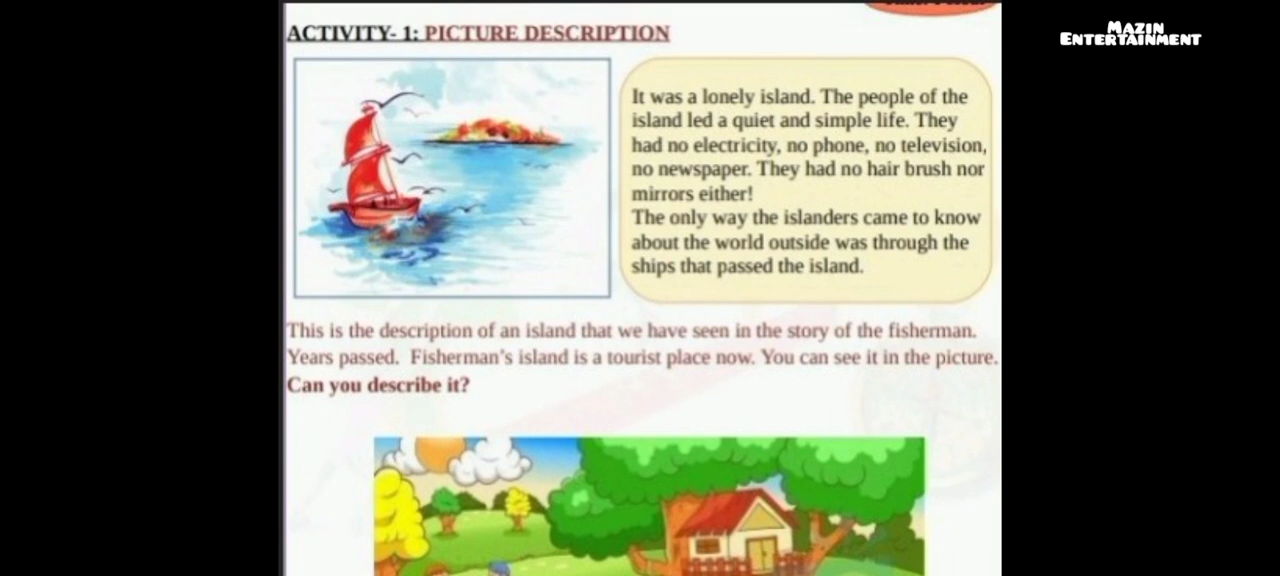 MAZIN
ENTERTAINMENT
ACTIVITY- 1: PICTURE DESCRIPTION
It was a lonely island. The people of the
island led a quiet and simple life. They
had no electricity, no phone, no television,
no newspaper. They had no hair brush nor
mirrors either!
The only way the islanders came to know
about the world outside was through the
ships that passed the island.
This is the description of an island that we have seen in the story of the fisherman.
Years passed. Fisherman's island is a tourist place now. You can see it in the picture.
Can you describe it?